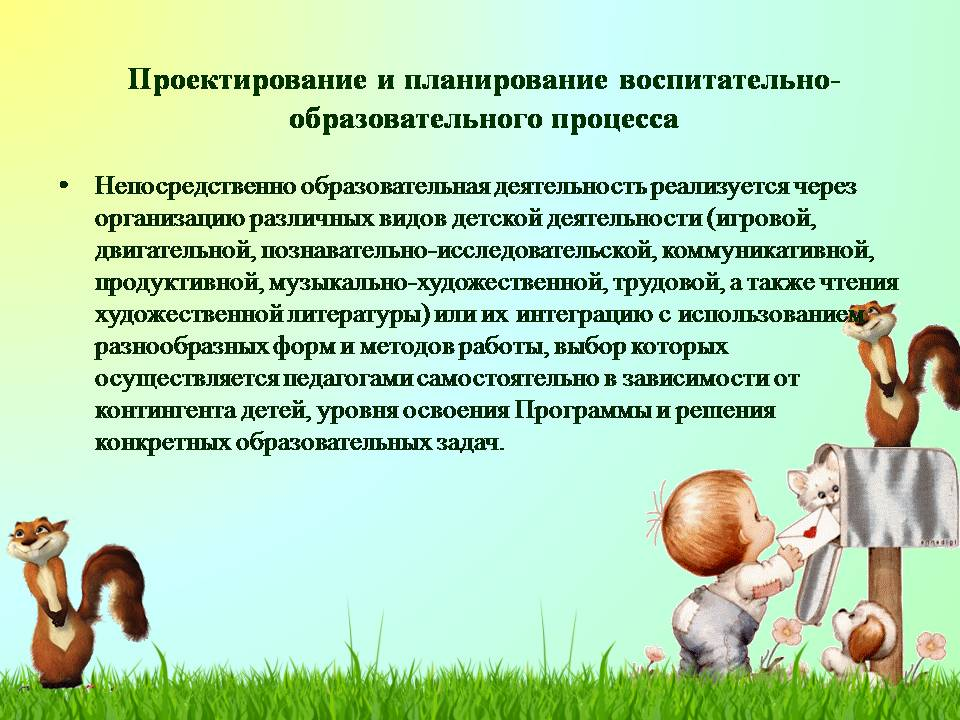 Проектирование и планирование воспитательно-
образовательного процесса
• Непосредственно образовательная деятельность реализуется через
организацию различных видов детской деятельности (игровой,
двигательной, познавательно-исследовательской, коммуникативной,
продуктивной, музыкально-художественной, трудовой, а также чтения
художественной литературы) или их интеграцию с использованием
разнообразных форм и методов работы, выбор которых
осуществляется педагогами самостоятельно в зависимости от
контингента детей, уровня освоения Программы и решения
конкретных образовательных задач.